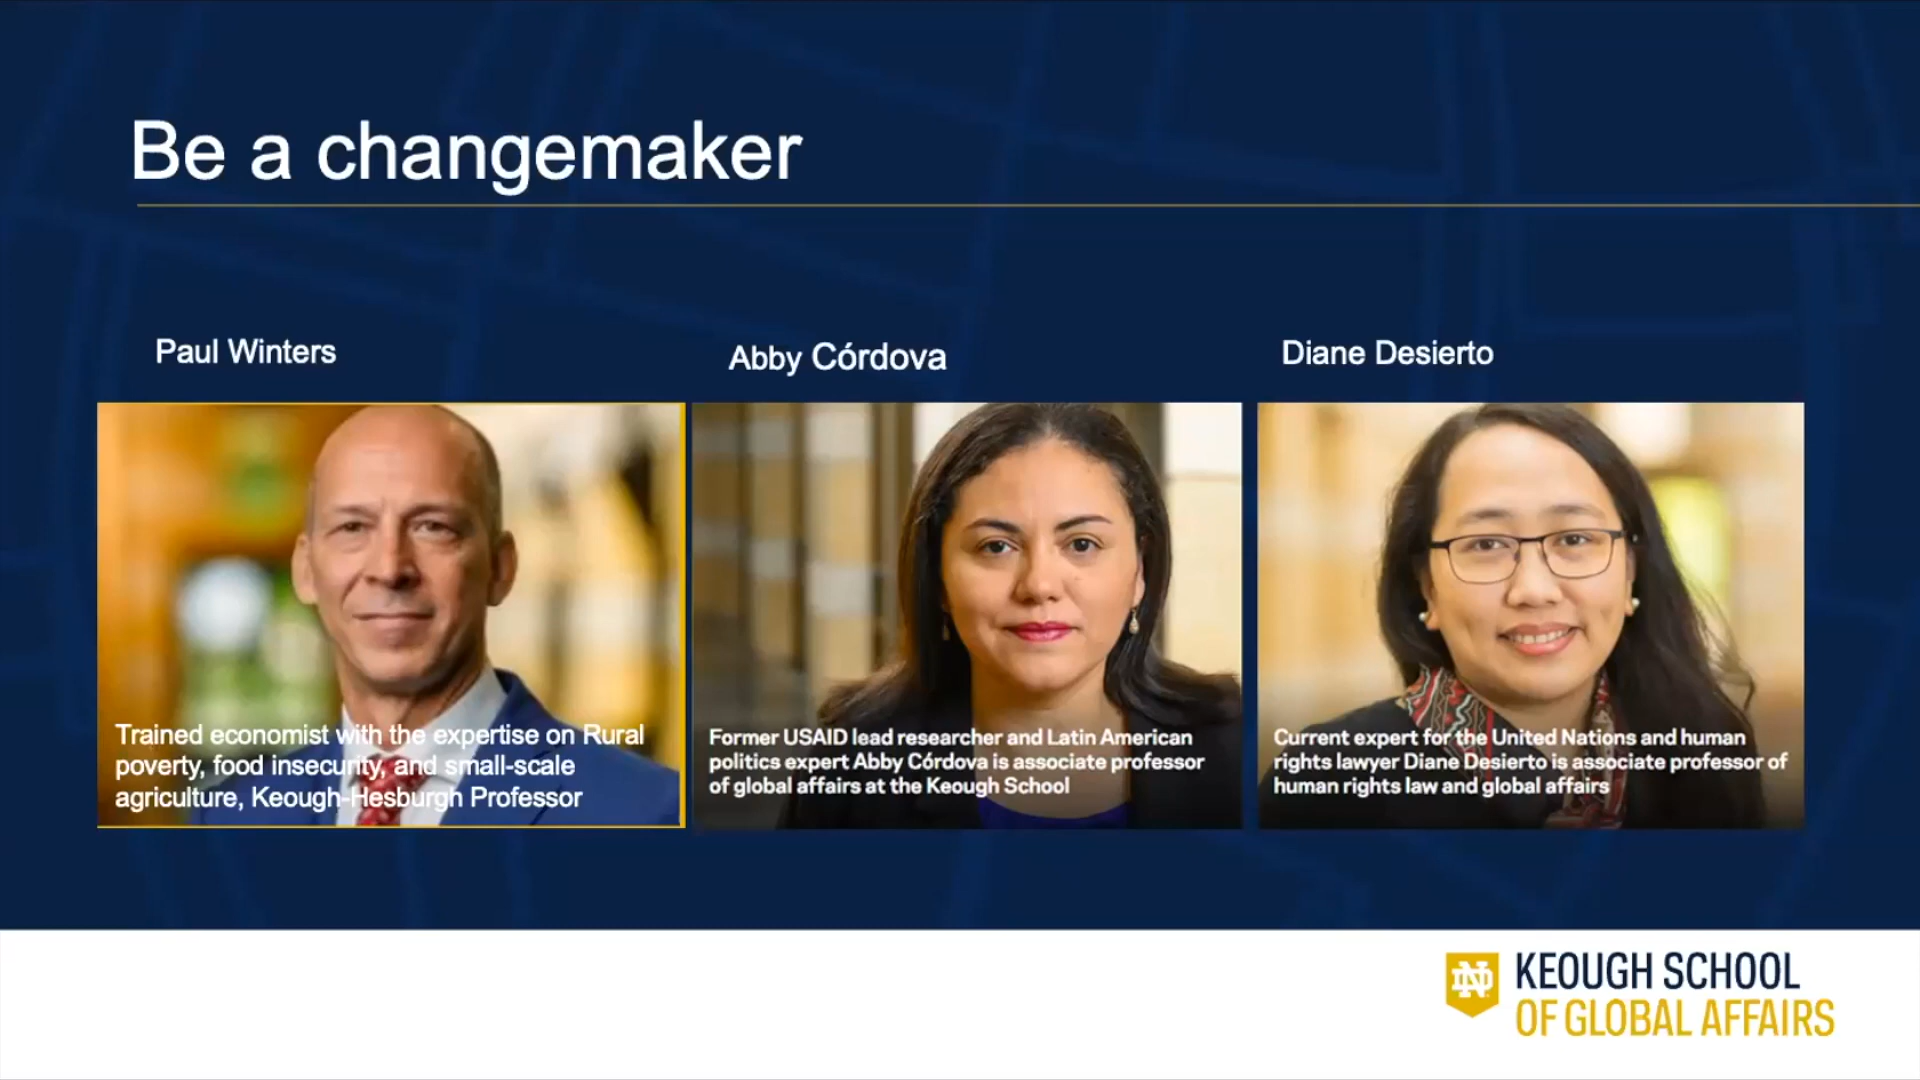 Be a changemaker
Paul Winters
Abby Córdova
Diane Desierto
Trained economist with the expertise on Rural
poverty, food insecurity, and small-scale
agriculture, Keough-Hesburgh Professor
Former USAID lead researcher and Latin American
politics expert Abby Córdova is associate professor
of global affairs at the Keough School
Current expert for the United Nations and human
rights lawyer Diane Desierto is associate professor of
human rights law and global affairs
ND
KEOUGH SCHOOL
OF GLOBAL AFFAIRS